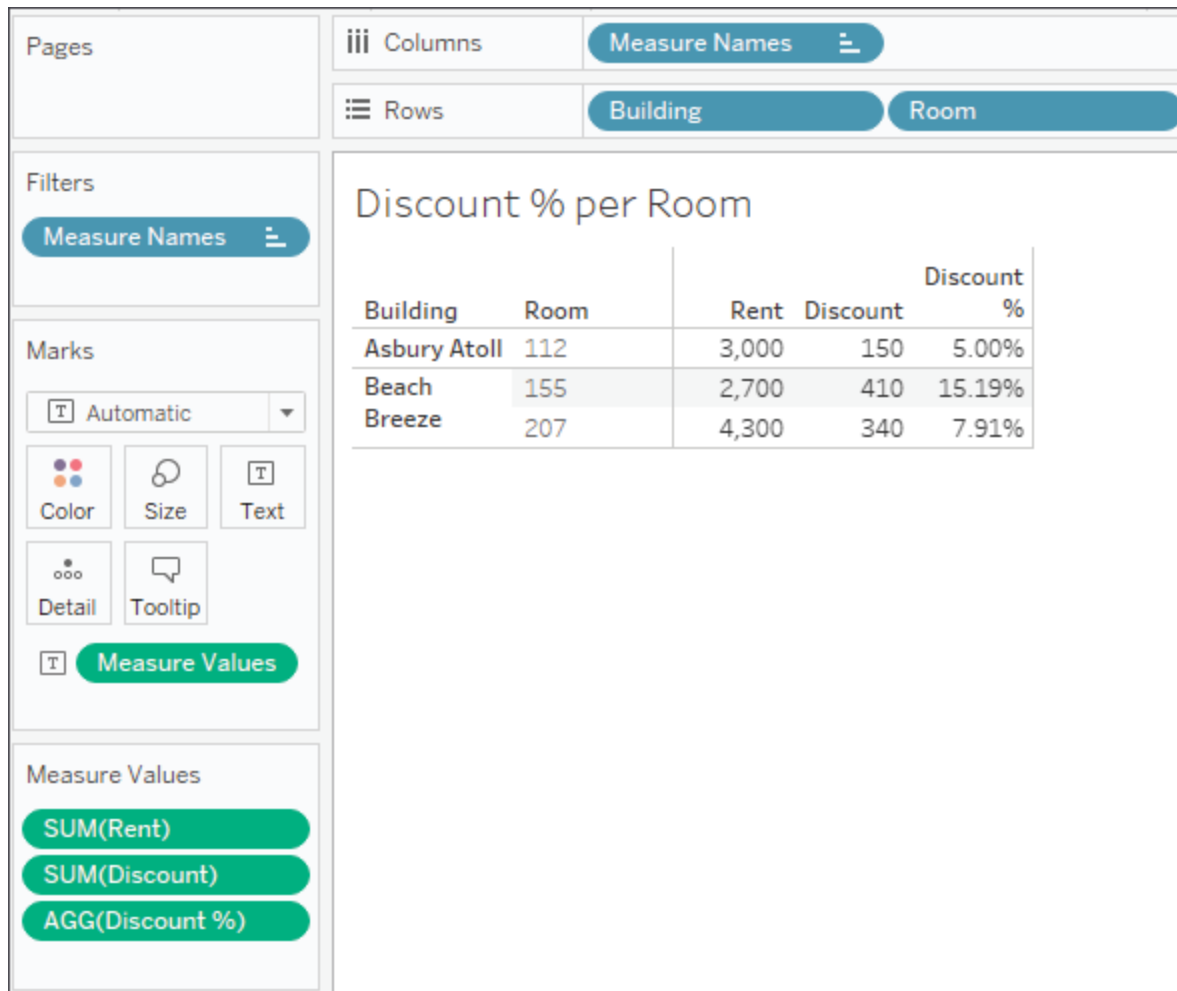 Pages
Columns
Measure Names
Rows
Building Room
Filters
Measure Names
Marks
T Automatic
Color Size T Text
Detail Tooltip
T Measure Values
Measure Values
SUM(Rent)
SUM(Discount)
AGG(Discount %)
Discount % per Room
Building Room Rent Discount Discount %
Asbury Atoll 112 3,000 150 5.00%
Beach Breeze 155 2,700 410 15.19%
207 4,300 340 7.91%